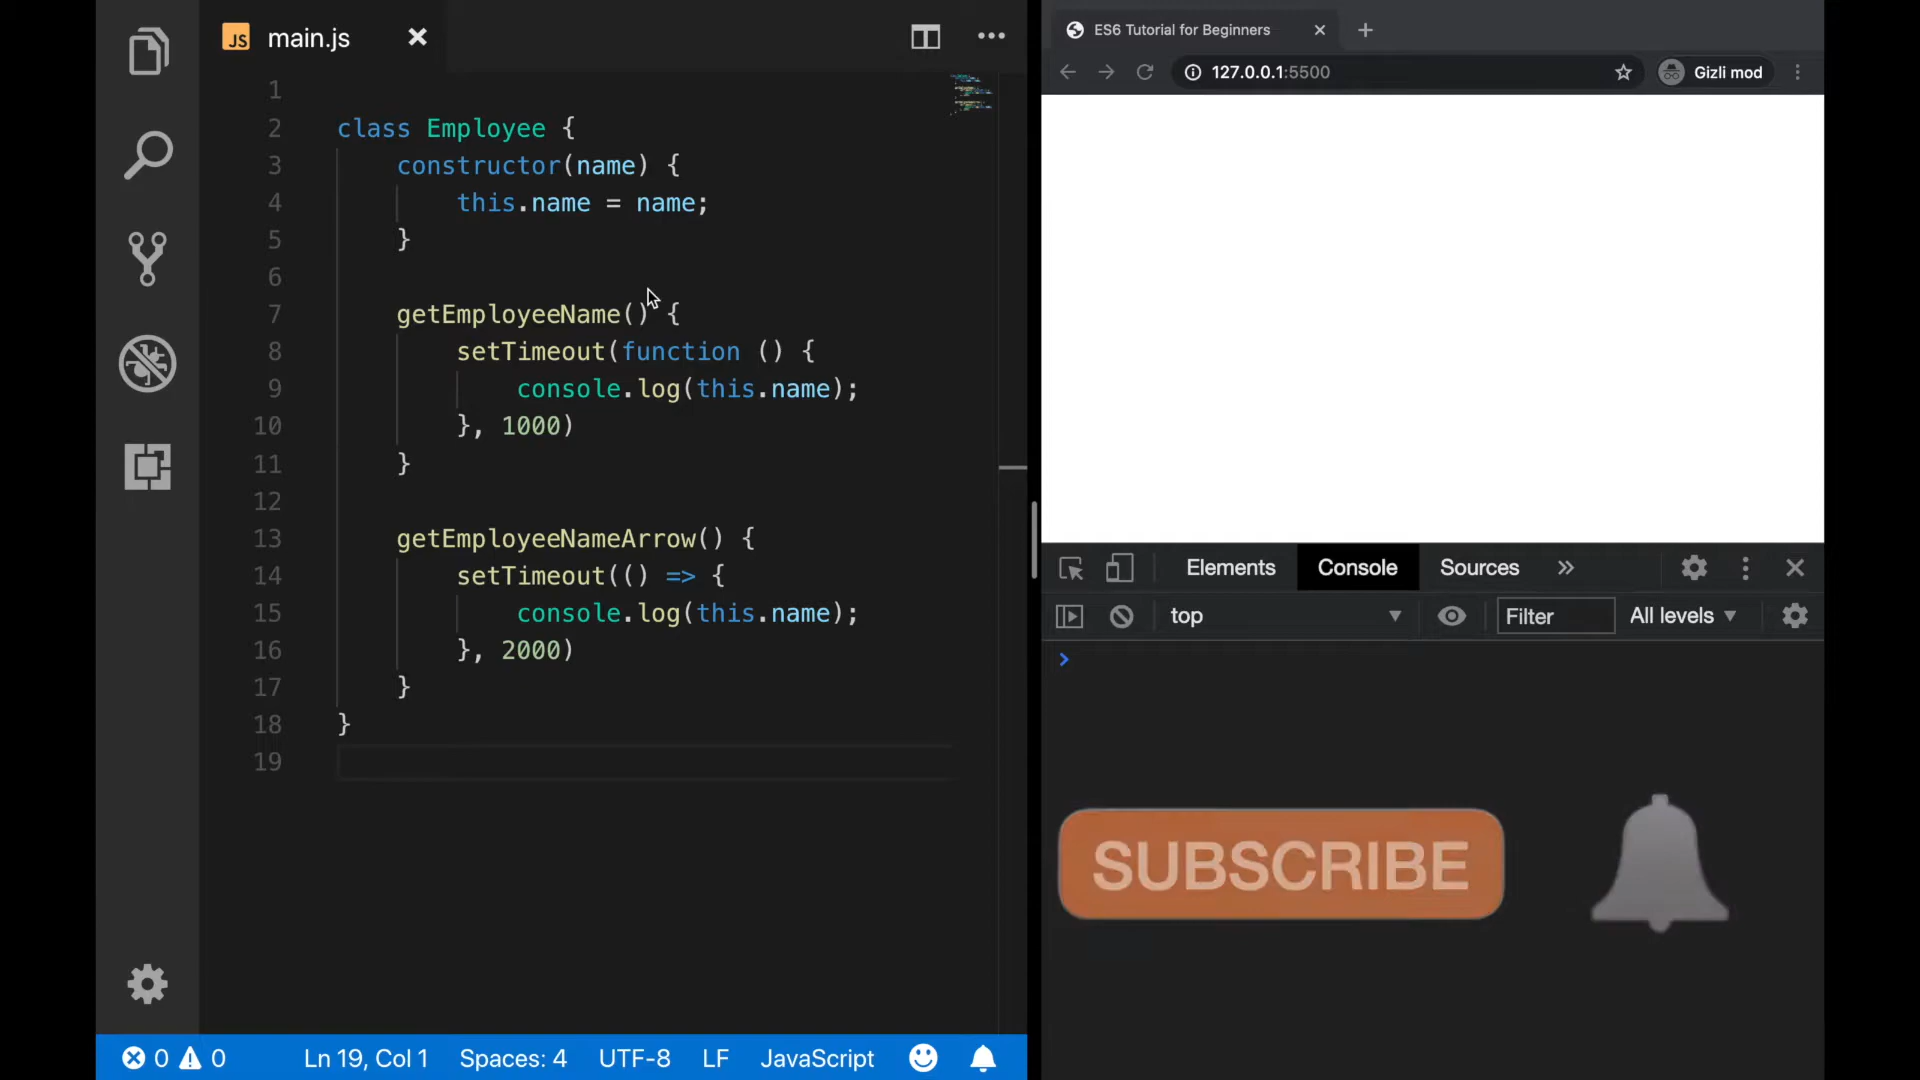 JS main.js
1
2 class Employee {
3 constructor(name) {
4 this.name = name;
5 }
6
7 getEmployeeName() {
8 setTimeout(function () {
9 console.log(this.name);
10 }, 1000)
11 }
12
13 getEmployeeNameArrow() {
14 setTimeout(() => {
15 console.log(this.name);
16 }, 2000)
17 }
18 }
19
0 0 Ln 19, Col 1 Spaces: 4 UTF-8 LF JavaScript
ES6 Tutorial for Beginners
127.0.0.1:5500 Gizli mod
Elements Console Sources »
top Filter All levels
>
SUBSCRIBE